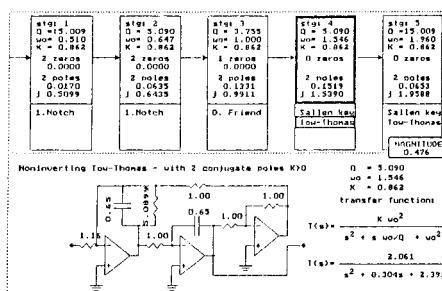 stg: 1
Q =15.009
wo= 0.510
K = 0.862
2 zeros
0.0000
2 poles
0.0170
j 0.5099
1.Notch
stg: 2
Q = 5.090
wo= 0.647
K = 0.862
2 zeros
0.0000
2 poles
0.0635
j 0.6435
1.Notch
stg: 3
Q = 3.755
wo= 1.000
K = 0.862
1 zeros
0.0000
2 poles
0.1331
j 0.9911
0. Friend
stg: 4
Q = 5.090
wo= 1.546
K = 0.862
0 zeros
2 poles
0.1519
j 1.5390
Sallen key
Tow-Thomas
stg: 5
Q =15.009
wo= 1.960
K = 0.862
0 zeros
2 poles
0.0653
j 1.9588
Sallen key
Tow-Thomas
MAGNITUDE
0.476
Noninverting Tow-Thomas - with 2 conjugate poles K>0
Q = 5.090
wo = 1.546
K = 0.862
transfer function:
T(s)= K wo² / s² + s wo/Q + wo²
T(s)= 2.061 / s² + 0.304s + 2.39
0.65
5.0899
1.00
1.00
0.65
1.16
1.00
1.00